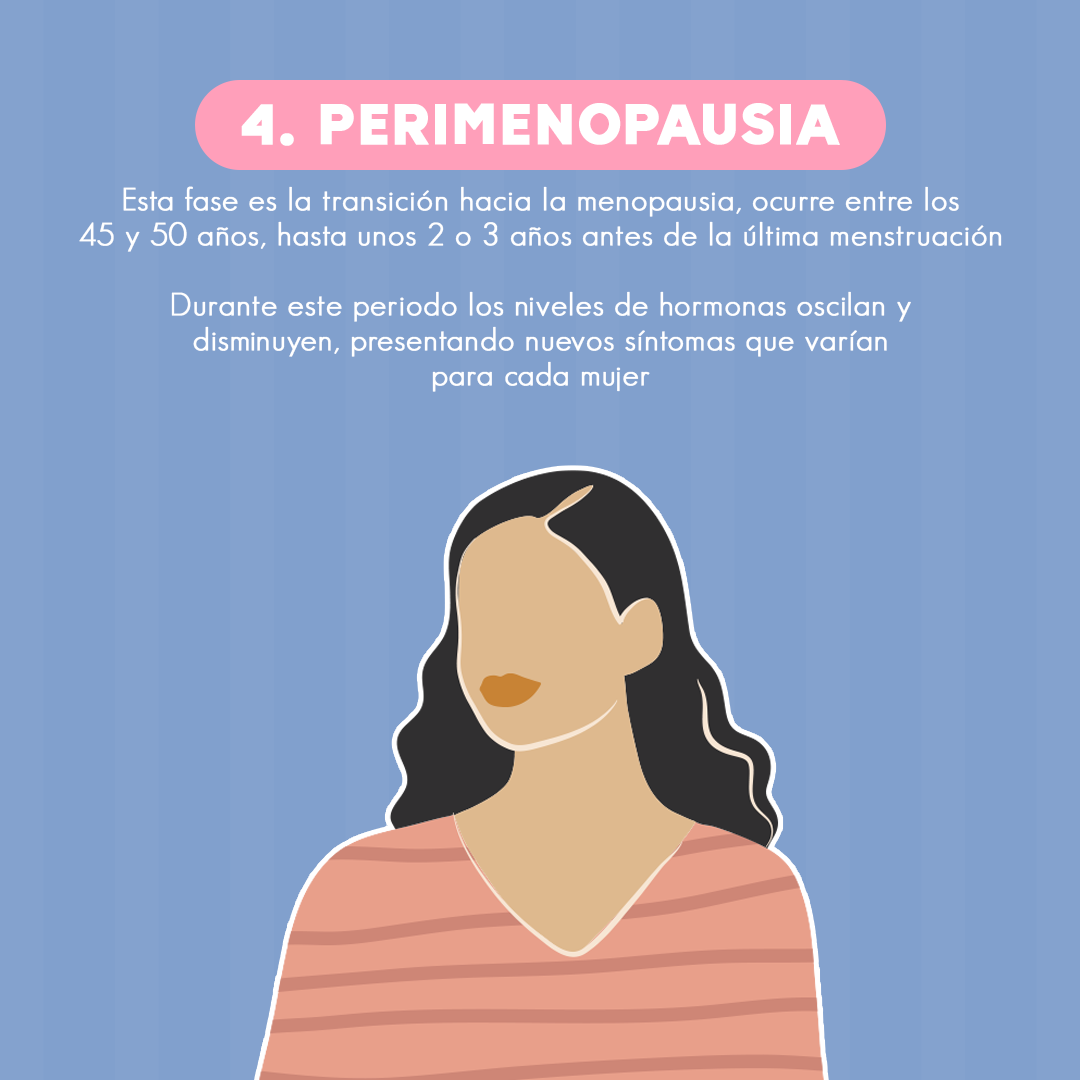 4. PERIMENOPAUSIA
Esta fase es la transición hacia la menopausia, ocurre entre los
45 y 50 años, hasta unos 2 o 3 años antes de la última menstruación
Durante este periodo los niveles de hormonas oscilan y
disminuyen, presentando nuevos síntomas que varían
para cada mujer